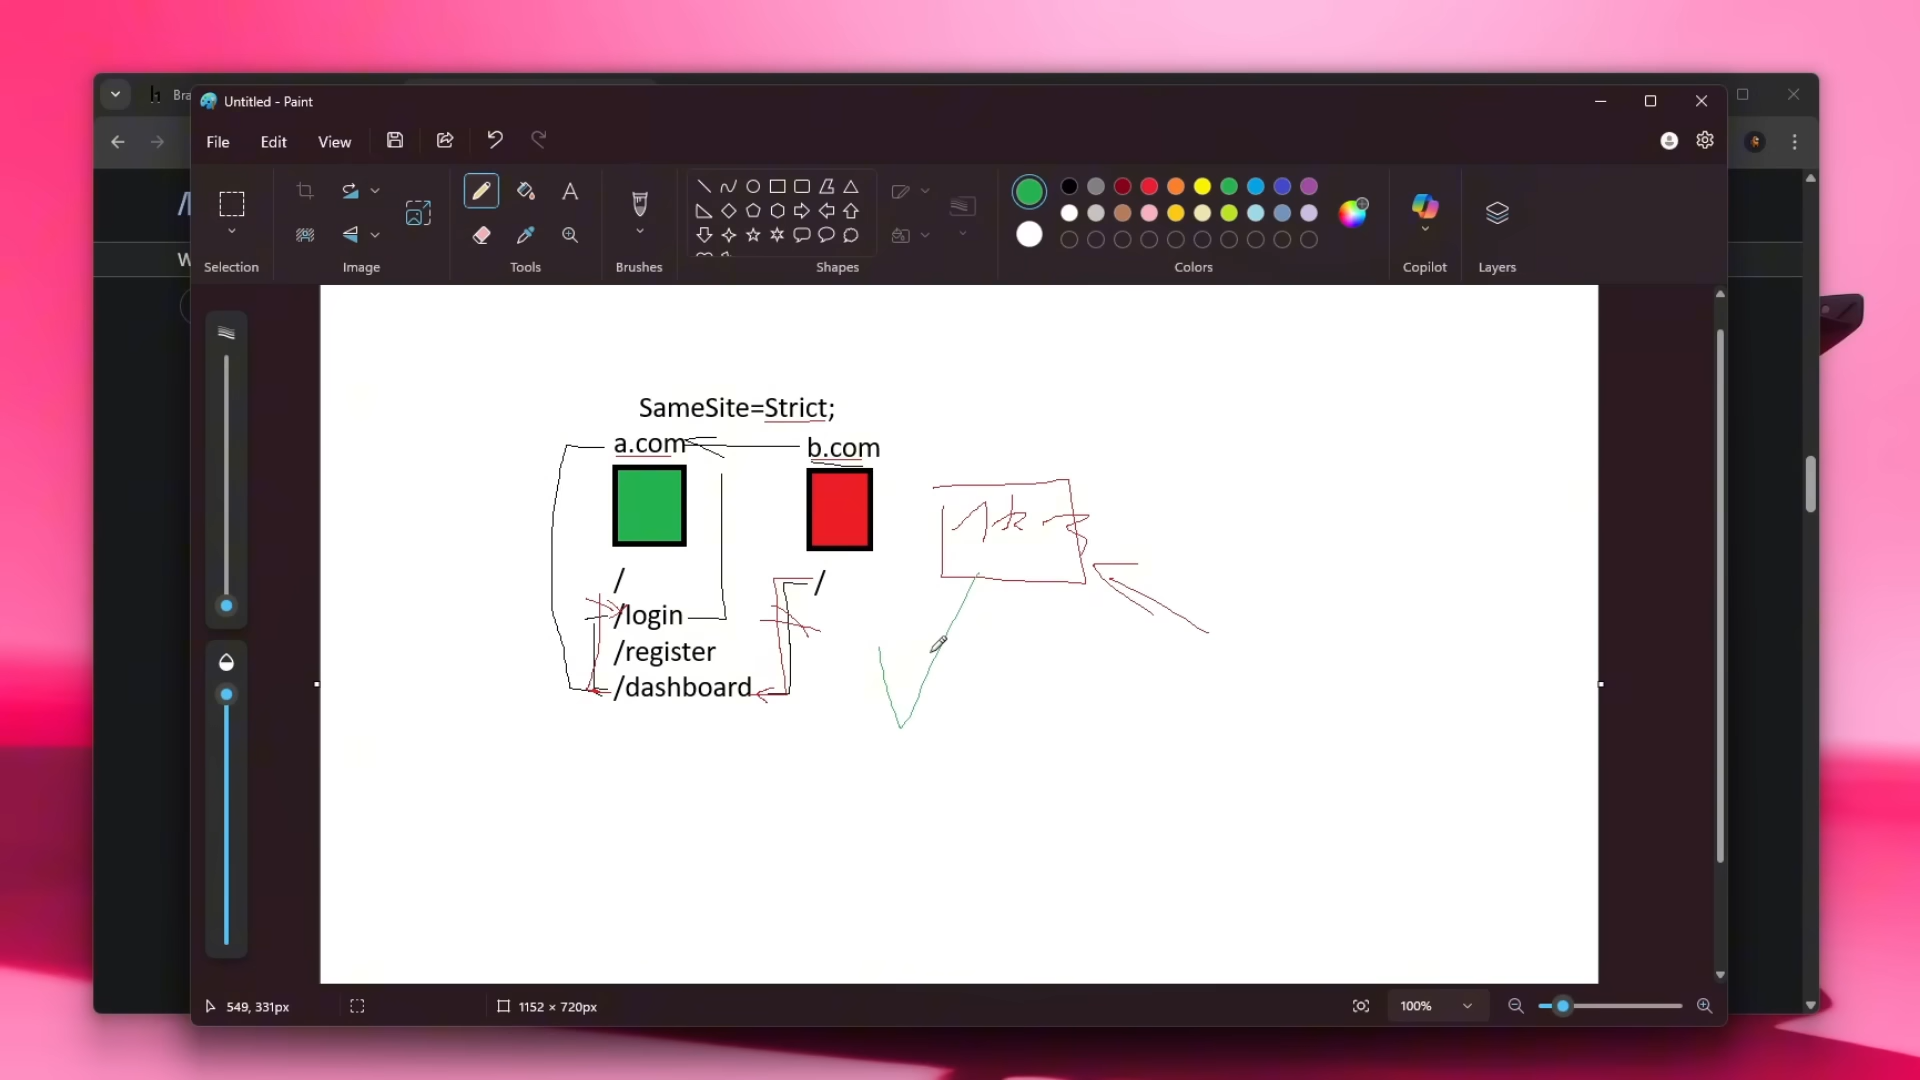 Bra
Untitled - Paint
File Edit View
Selection Image Tools Brushes Shapes Colors Copilot Layers
W
SameSite=Strict;
a.com b.com
/ /
/login
/register
/dashboard
549, 331px 1152 × 720px 100%